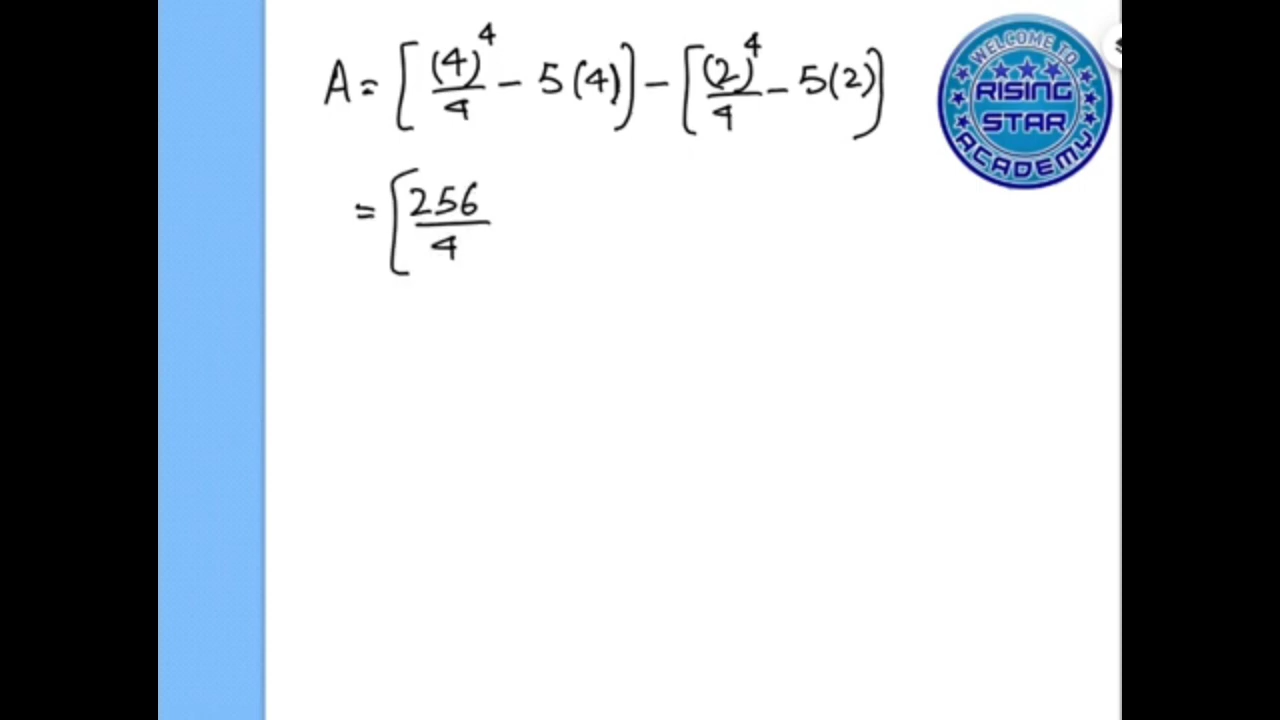 A = [(4)^4/4 - 5(4)] - [(2)^4/4 - 5(2)]
= [256/4
WELCOME TO
RISING
STAR
ACADEMY